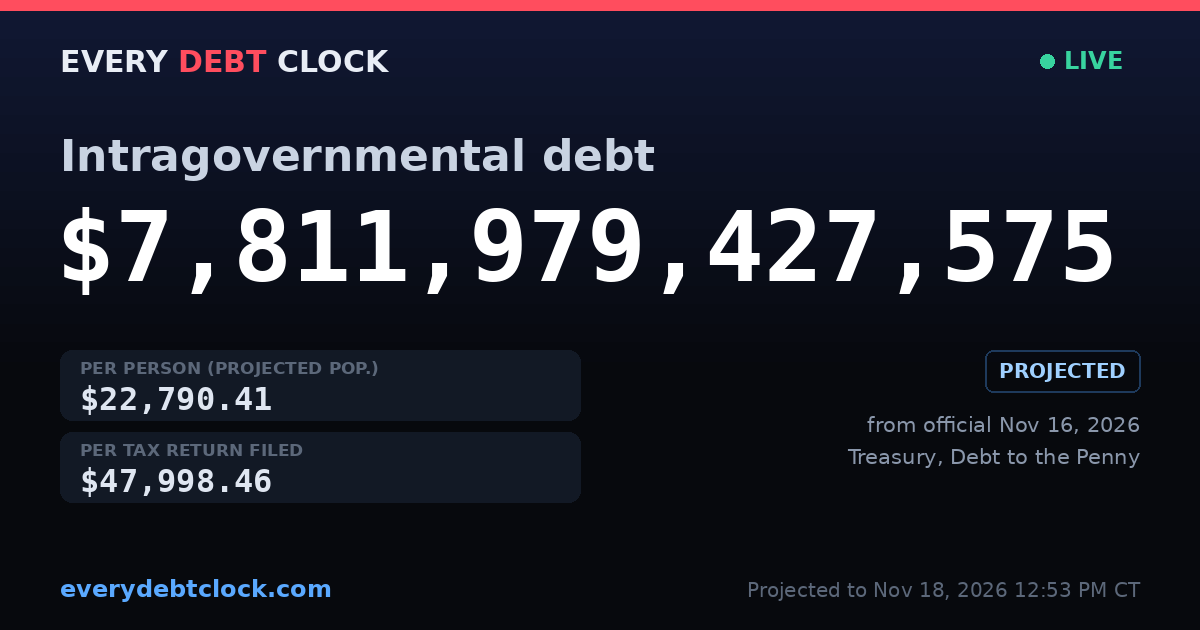 EVERY DEBT CLOCK
LIVE
Intragovernmental debt
$7,811,979,427,575
PER PERSON (PROJECTED POP.)
$22,790.41
PER TAX RETURN FILED
$47,998.46
PROJECTED
from official Nov 16, 2026
Treasury, Debt to the Penny
everydebtclock.com
Projected to Nov 18, 2026 12:53 PM CT